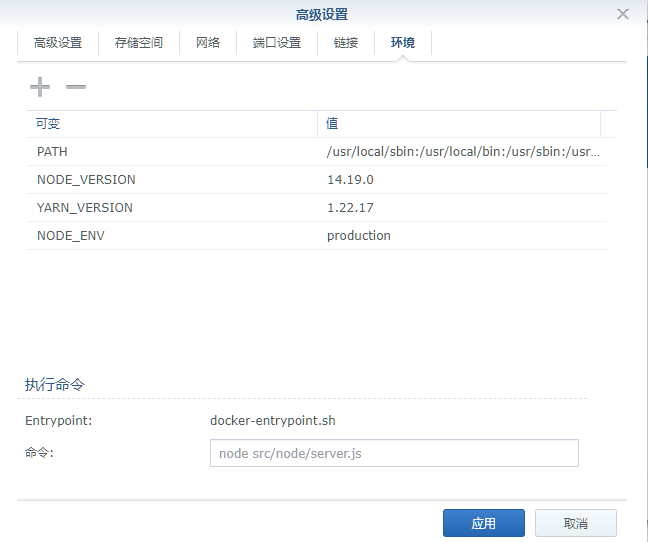 高级设置
高级设置 存储空间 网络 端口设置 链接 环境
可变 值
PATH /usr/local/sbin:/usr/local/bin:/usr/sbin:/usr...
NODE_VERSION 14.19.0
YARN_VERSION 1.22.17
NODE_ENV production
执行命令
Entrypoint: docker-entrypoint.sh
命令: node src/node/server.js
应用 取消